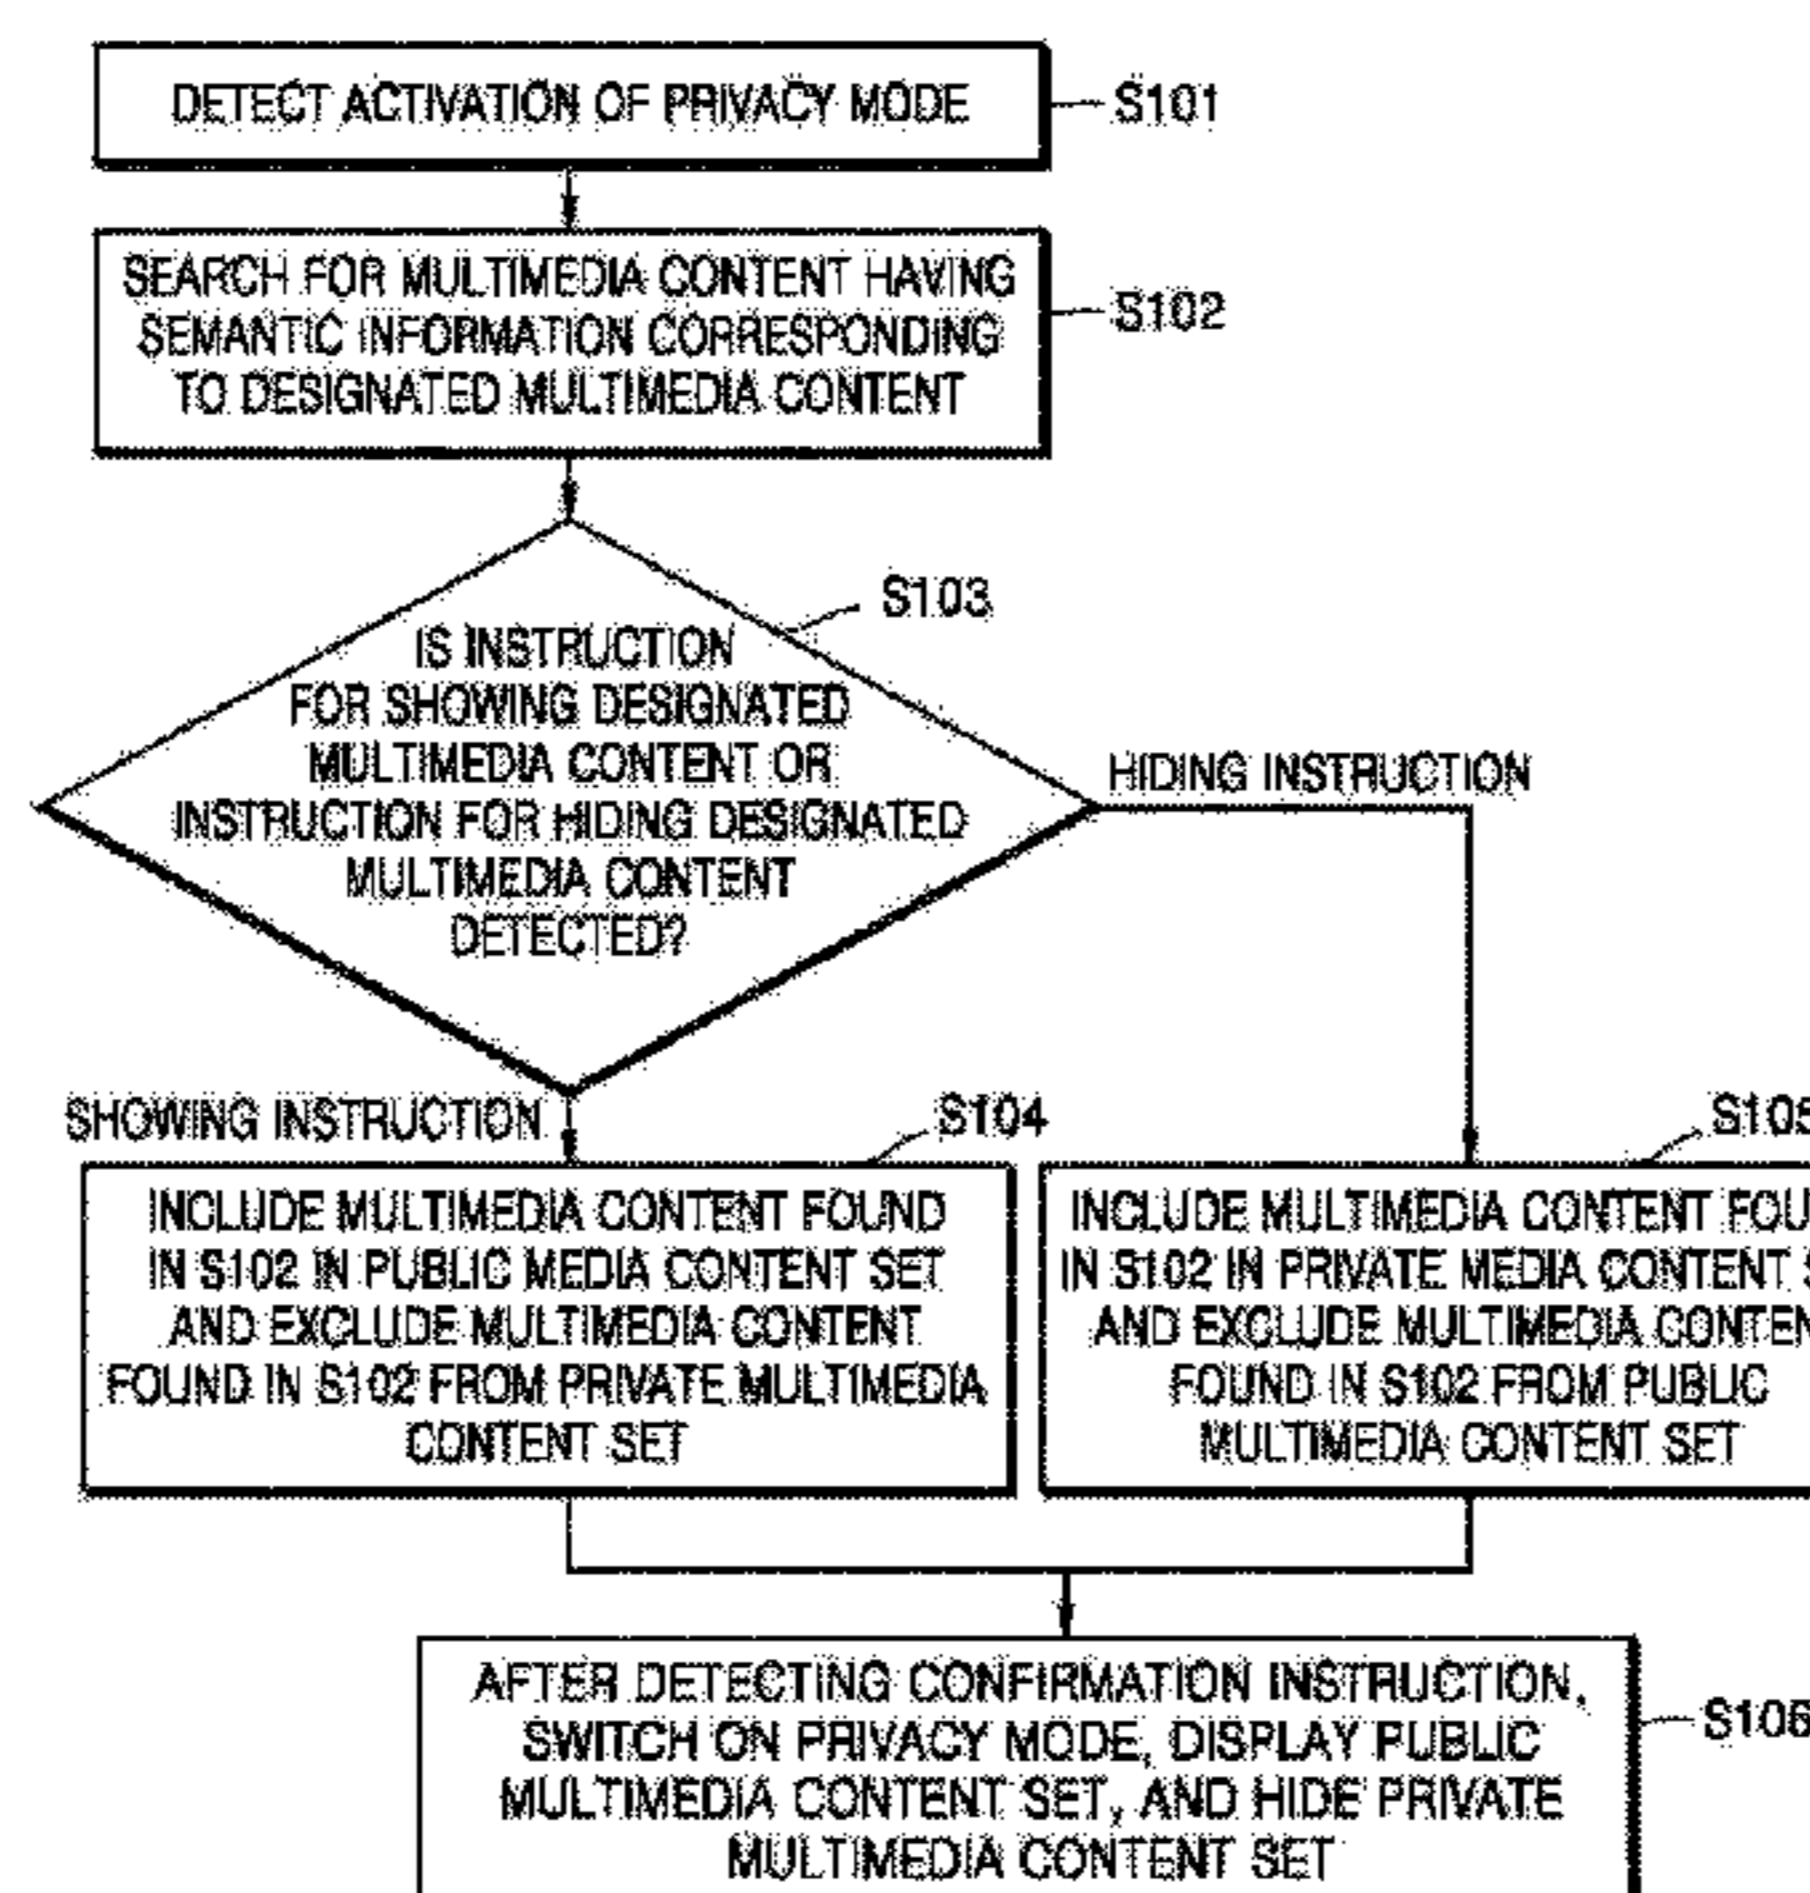 DETECT ACTIVATION OF PRIVACY MODE
S101
SEARCH FOR MULTIMEDIA CONTENT HAVING
SEMANTIC INFORMATION CORRESPONDING
TO DESIGNATED MULTIMEDIA CONTENT
S102
S103
IS INSTRUCTION
FOR SHOWING DESIGNATED
MULTIMEDIA CONTENT OR
INSTRUCTION FOR HIDING DESIGNATED
MULTIMEDIA CONTENT
DETECTED?
HIDING INSTRUCTION
SHOWING INSTRUCTION
S104
INCLUDE MULTIMEDIA CONTENT FOUND
IN S102 IN PUBLIC MEDIA CONTENT SET
AND EXCLUDE MULTIMEDIA CONTENT
FOUND IN S102 FROM PRIVATE MULTIMEDIA
CONTENT SET
S105
INCLUDE MULTIMEDIA CONTENT FOU
IN S102 IN PRIVATE MEDIA CONTENT S
AND EXCLUDE MULTIMEDIA CONTEN
FOUND IN S102 FROM PUBLIC
MULTIMEDIA CONTENT SET
AFTER DETECTING CONFIRMATION INSTRUCTION,
SWITCH ON PRIVACY MODE, DISPLAY PUBLIC
MULTIMEDIA CONTENT SET, AND HIDE PRIVATE
MULTIMEDIA CONTENT SET
S106